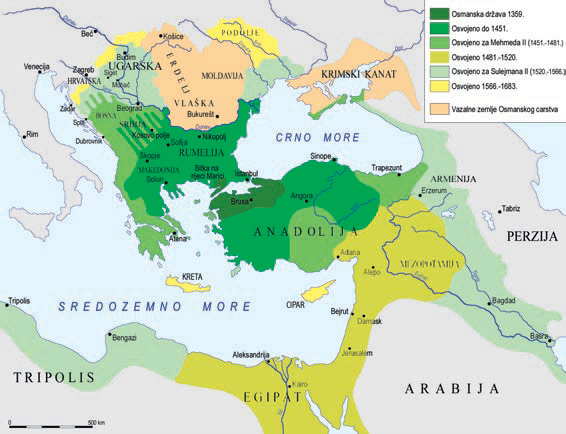 Osmanska država 1359.
Osvojeno do 1451.
Osvojeno za Mehmeda II (1451.-1481.)
Osvojeno 1481.-1520.
Osvojeno za Sulejmana II (1520.-1566.)
Osvojeno 1566.-1683.
Vazalne zemlje Osmanskog carstva
Beč
Košice
PODOLJE
Budim
UGARSKA
ERDELJ
MOLDAVIJA
KRIMSKI KANAT
Venecija
Zagreb
HRVATSKA
Siget
Mohač
VLAŠKA
Beograd
Bukurešt
Zadar
BOSNA
Split
SRBIJA
Dunav
Rim
Dubrovnik
Kosovo polje
Nikopolj
Sofija
CRNO MORE
Skopje
RUMELIJA
Sinope
MAKEDONIJA
Bitka na
rijeci Marici
Istanbul
Trapezunt
ARMENIJA
Solun
Brusa
Angora
Erzerum
Tabriz
Atena
ANADOLIJA
PERZIJA
Adana
MEZOPOTAMIJA
Alepo
KRETA
CIPAR
SREDOZEMNO MORE
Tripolis
Bejrut
Damask
Bagdad
Bengazi
Basra
Jeruzalem
Aleksandrija
TRIPOLIS
Kairo
ARABIJA
EGIPAT
0
500 km